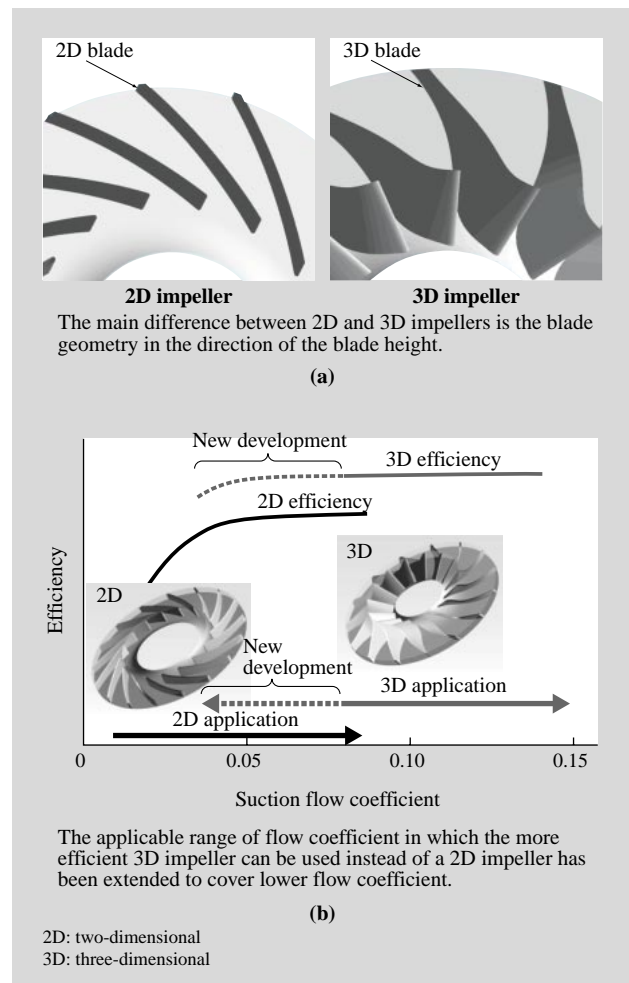 2D blade
3D blade
2D impeller
3D impeller
The main difference between 2D and 3D impellers is the blade
geometry in the direction of the blade height.
(a)
New development
3D efficiency
2D efficiency
Efficiency
2D
3D
New
development
3D application
2D application
0
0.05
0.10
0.15
Suction flow coefficient
The applicable range of flow coefficient in which the more
efficient 3D impeller can be used instead of a 2D impeller has
been extended to cover lower flow coefficient.
(b)
2D: two-dimensional
3D: three-dimensional